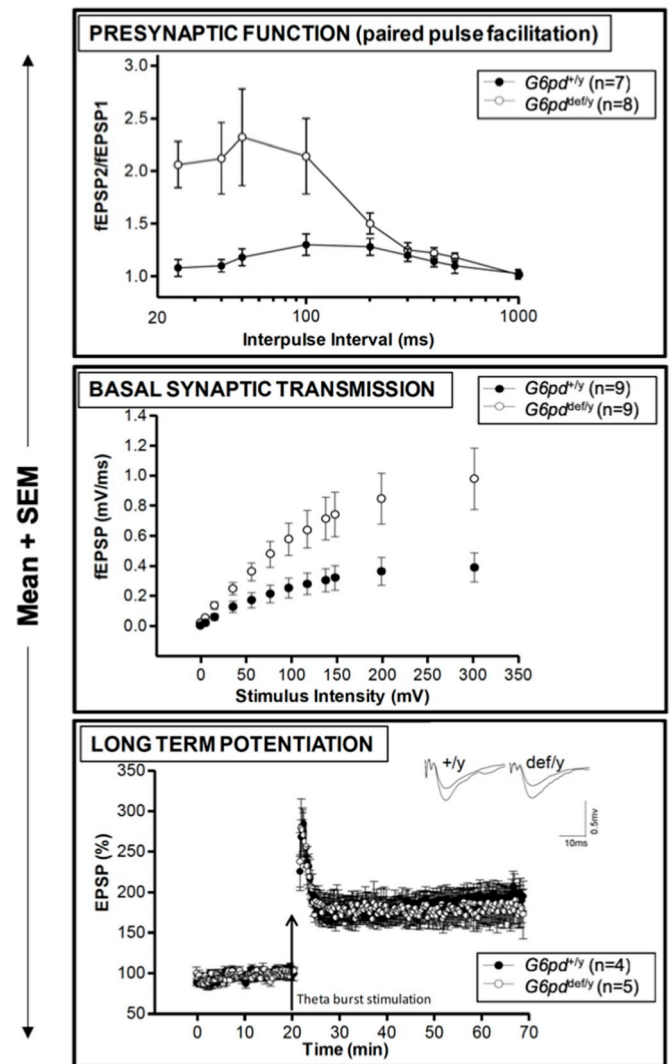 Mean + SEM
PRESYNAPTIC FUNCTION (paired pulse facilitation)
G6pd+/y (n=7)
G6pddef/y (n=8)
fEPSP2/fEPSP1
3.0
2.5
2.0
1.5
1.0
20 100 1000
Interpulse Interval (ms)
BASAL SYNAPTIC TRANSMISSION
G6pd+/y (n=9)
G6pddef/y (n=9)
fEPSP (mV/ms)
1.4
1.2
1.0
0.8
0.6
0.4
0.2
0.0
0 50 100 150 200 250 300 350
Stimulus Intensity (mV)
LONG TERM POTENTIATION
+/y def/y
0.5mv
10ms
EPSP (%)
350
300
250
200
150
100
50
Theta burst stimulation
G6pd+/y (n=4)
G6pddef/y (n=5)
0 10 20 30 40 50 60 70
Time (min)